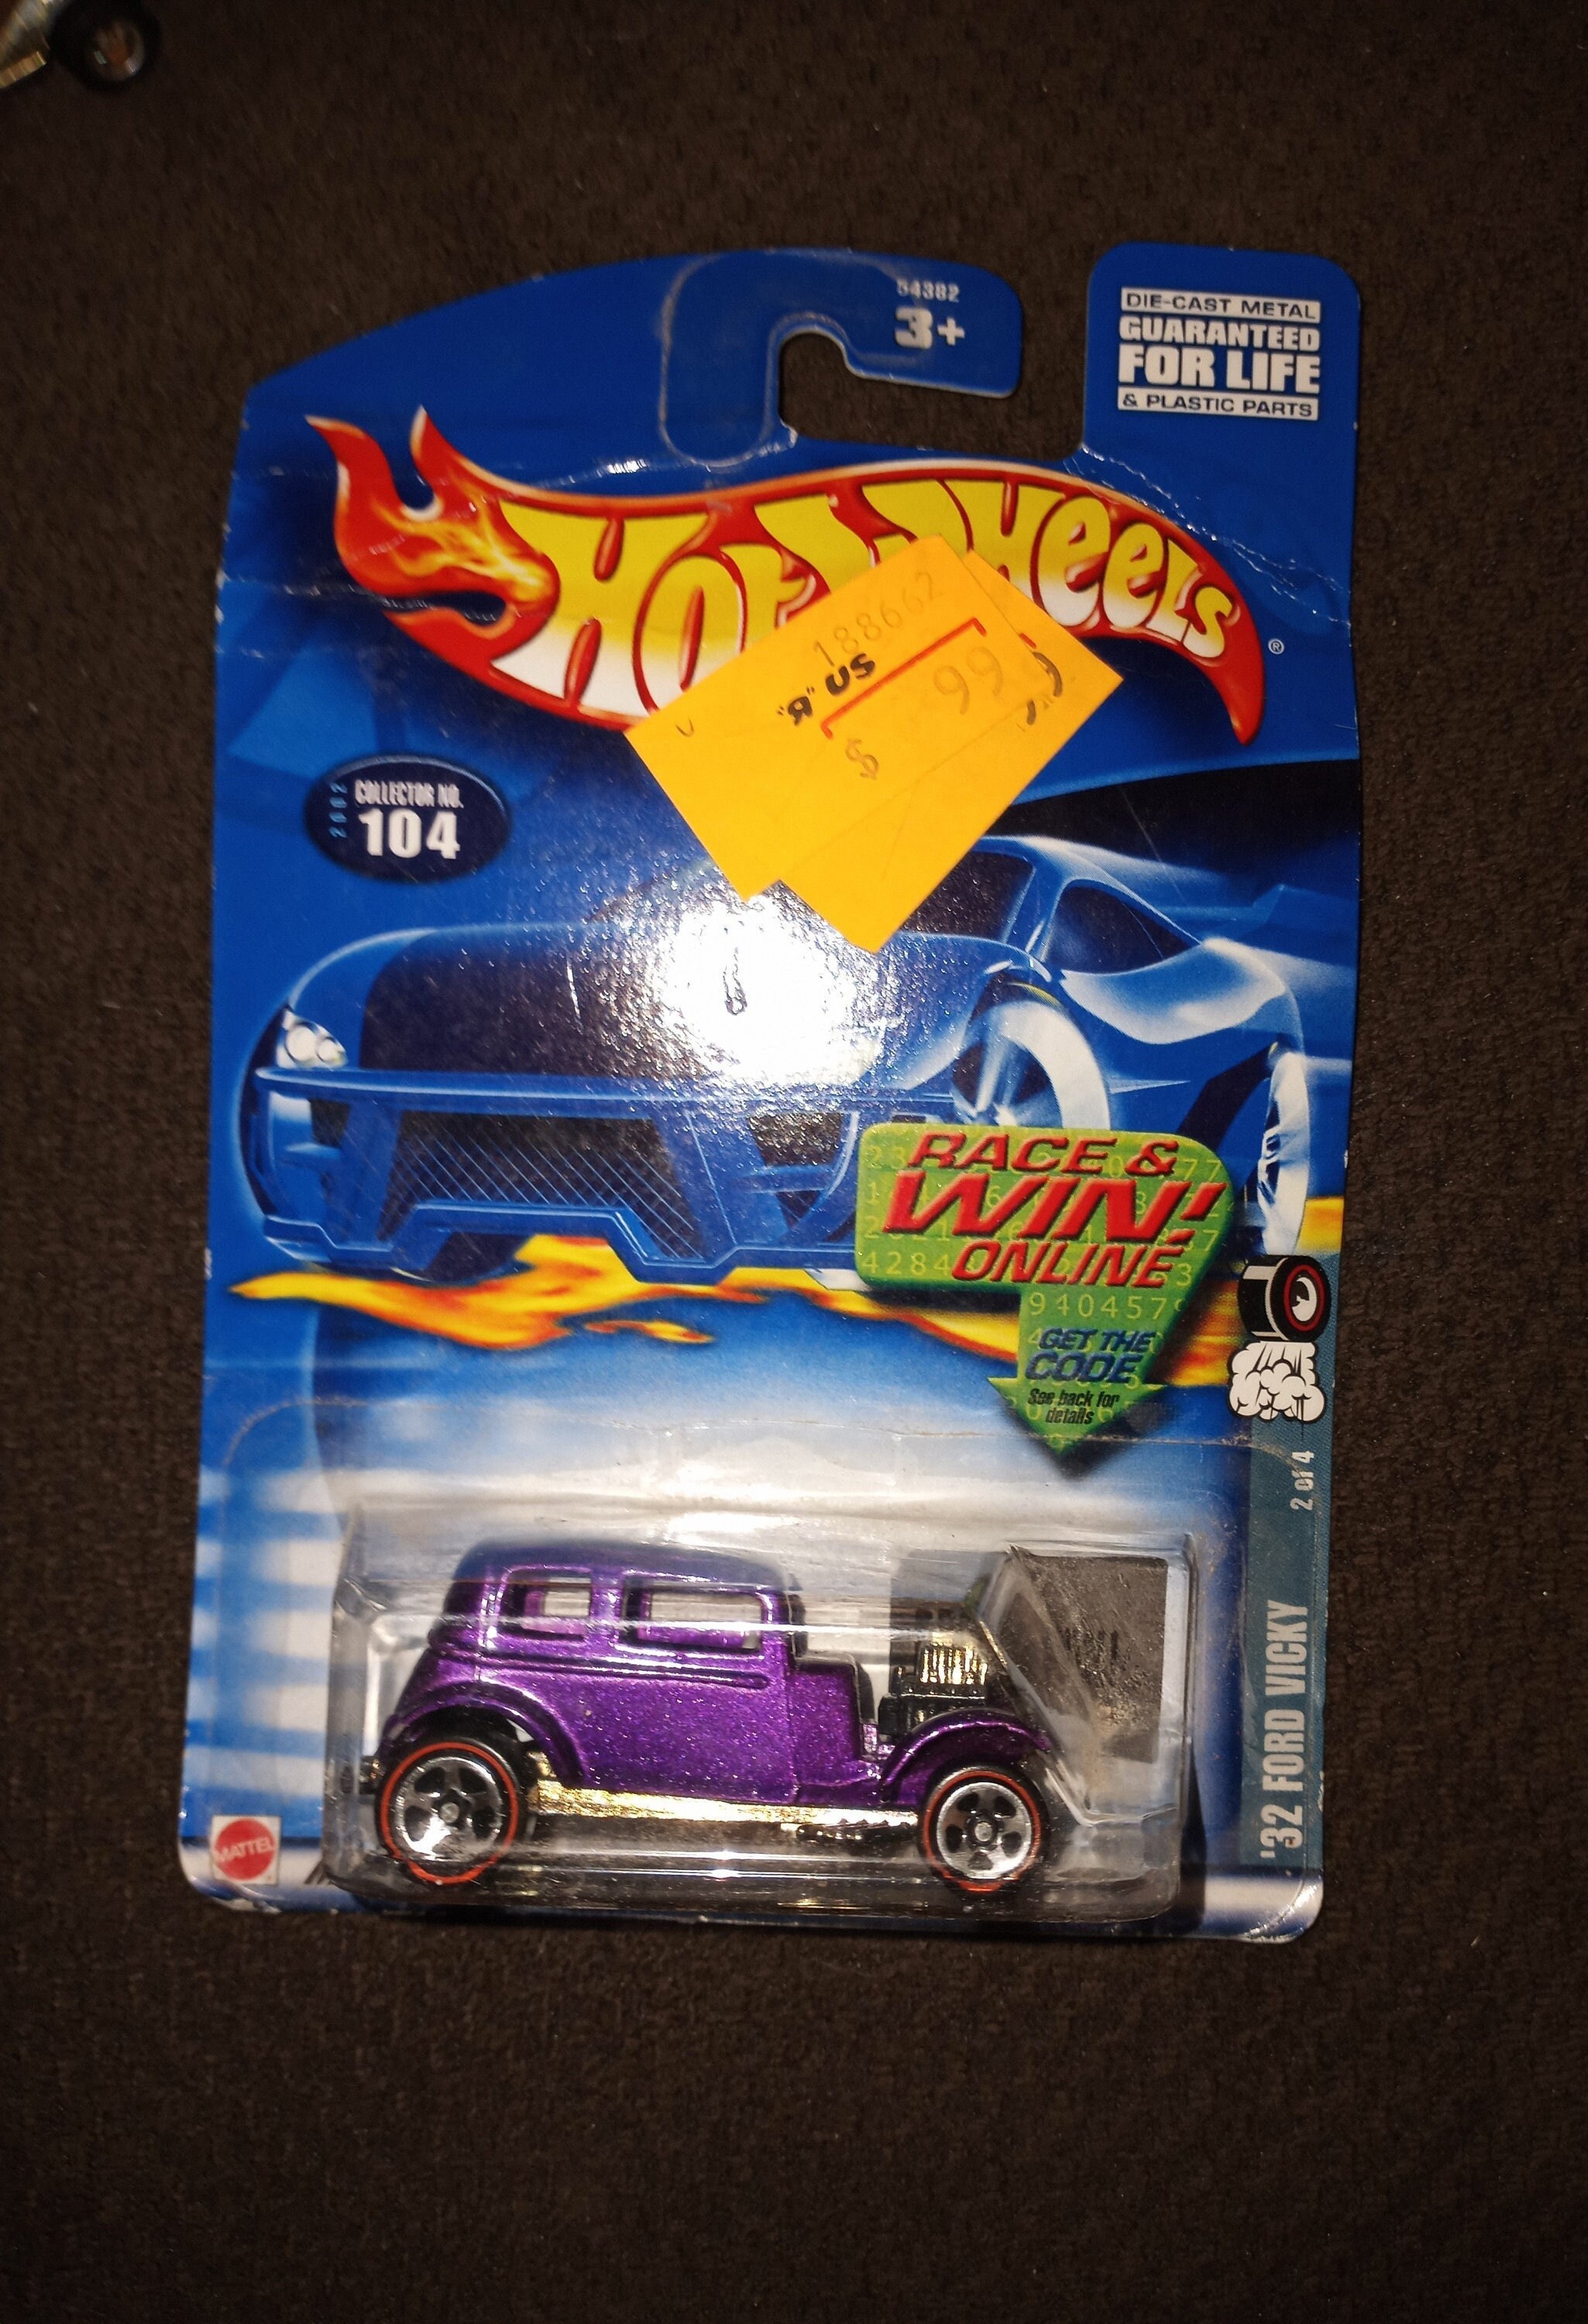 54382
3+
DIE-CAST METAL
GUARANTEED
FOR LIFE
& PLASTIC PARTS
HOT WHEELS
®
188662
"R" US
$ 99
2002
COLLECTOR NO.
104
RACE &
WIN!
ONLINE
9404579
GET THE
CODE
See back for
details
2 of 4
'32 FORD VICKY
MATTEL